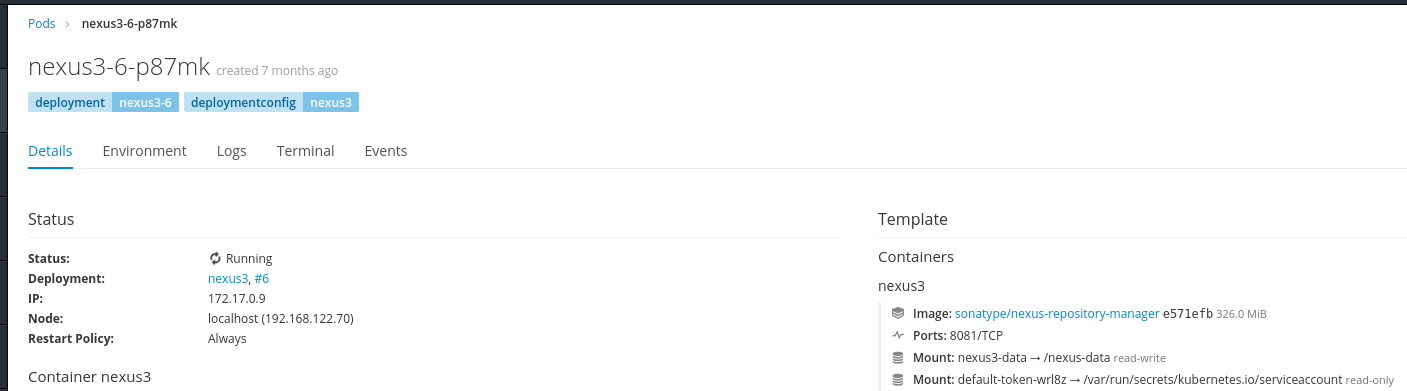 Pods › nexus3-6-p87mk
nexus3-6-p87mk created 7 months ago
deployment nexus3-6 deploymentconfig nexus3
Details Environment Logs Terminal Events
Status
Status: Running
Deployment: nexus3, #6
IP: 172.17.0.9
Node: localhost (192.168.122.70)
Restart Policy: Always
Container nexus3
Template
Containers
nexus3
Image: sonatype/nexus-repository-manager e571efb 326.0 MiB
Ports: 8081/TCP
Mount: nexus3-data → /nexus-data read-write
Mount: default-token-wrl8z → /var/run/secrets/kubernetes.io/serviceaccount read-only